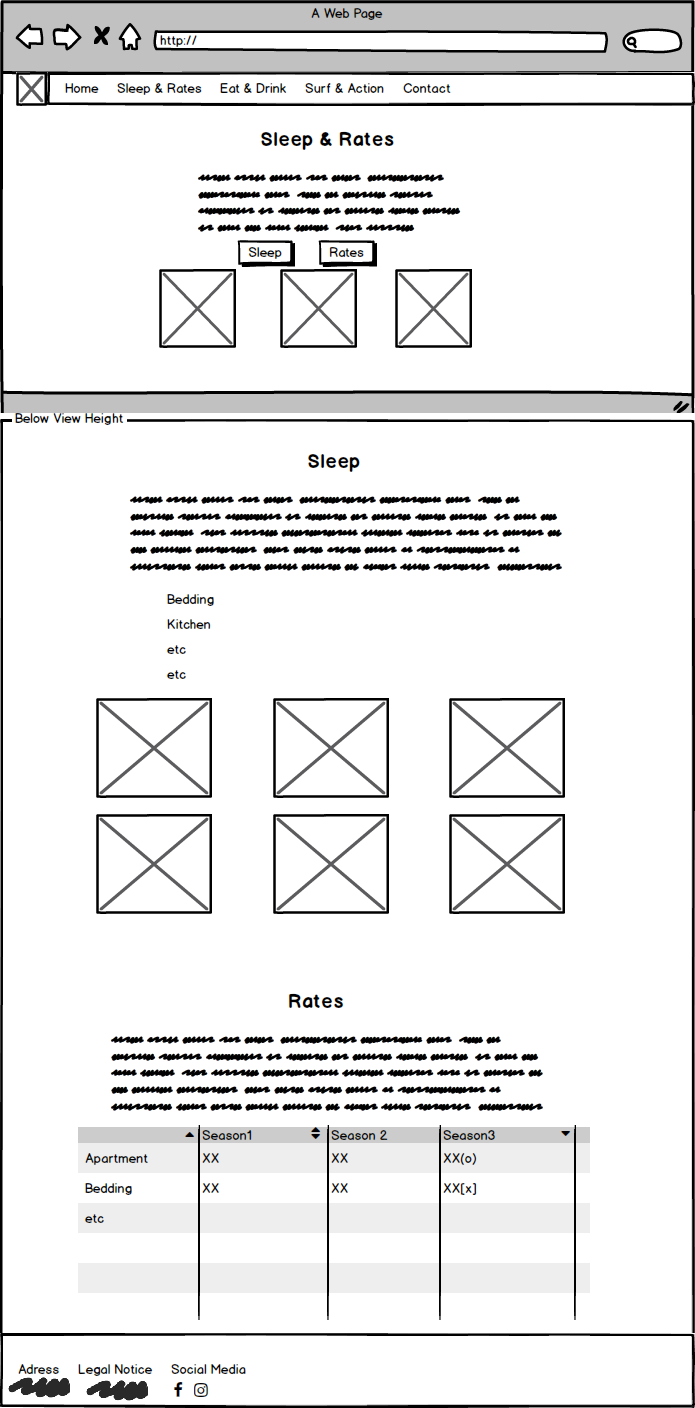 A Web Page
http://
Home Sleep & Rates Eat & Drink Surf & Action Contact
Sleep & Rates
Sleep Rates
Below View Height
Sleep
Bedding
Kitchen
etc
etc
Rates
Season1 Season 2 Season3
Apartment XX XX XX(o)
Bedding XX XX XX[x]
etc
Adress Legal Notice Social Media